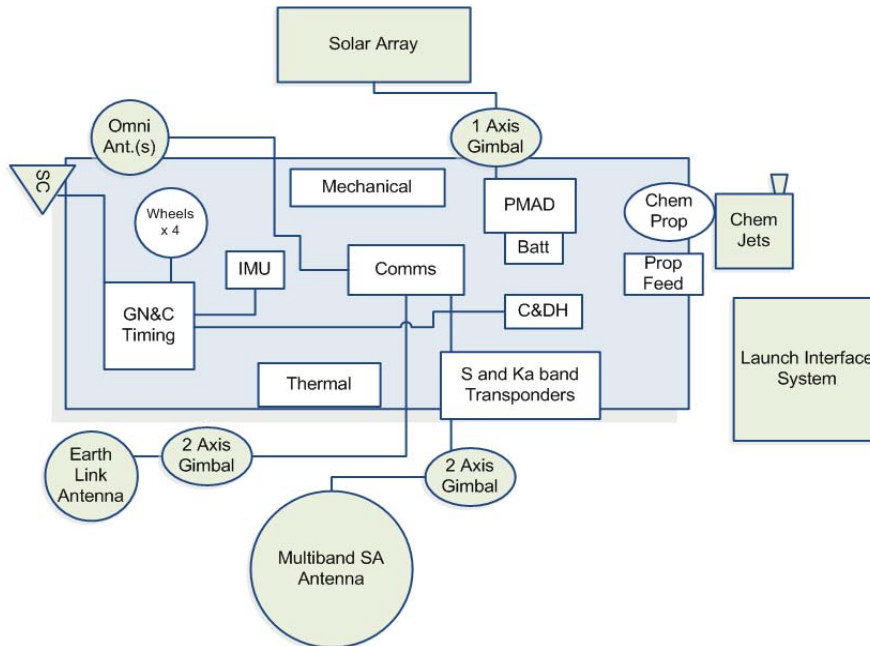 Solar Array
Omni
Ant.(s)
1 Axis
Gimbal
SC
Mechanical
Wheels
x 4
PMAD
Batt
Chem
Prop
Chem
Jets
IMU
Comms
Prop
Feed
GN&C
Timing
C&DH
Launch Interface
System
Thermal
S and Ka band
Transponders
Earth
Link
Antenna
2 Axis
Gimbal
2 Axis
Gimbal
Multiband SA
Antenna